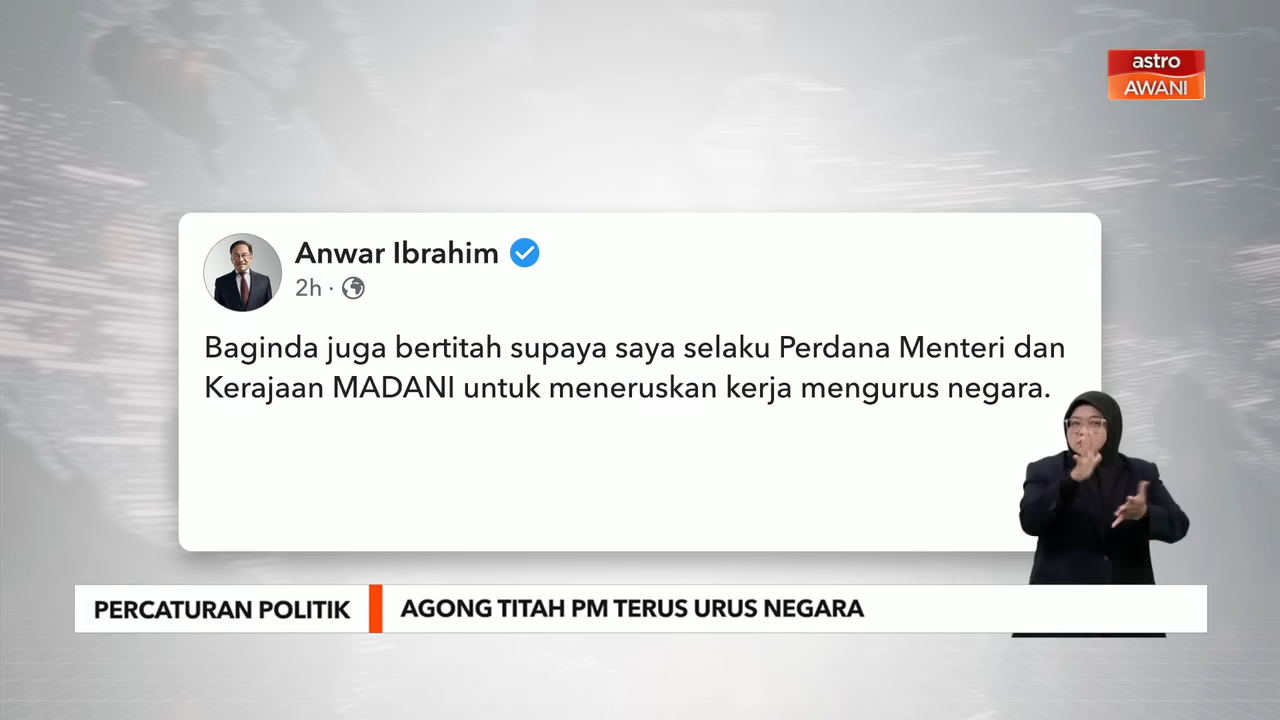 astro
AWANI
Anwar Ibrahim
2h ·
Baginda juga bertitah supaya saya selaku Perdana Menteri dan
Kerajaan MADANI untuk meneruskan kerja mengurus negara.
PERCATURAN POLITIK
AGONG TITAH PM TERUS URUS NEGARA